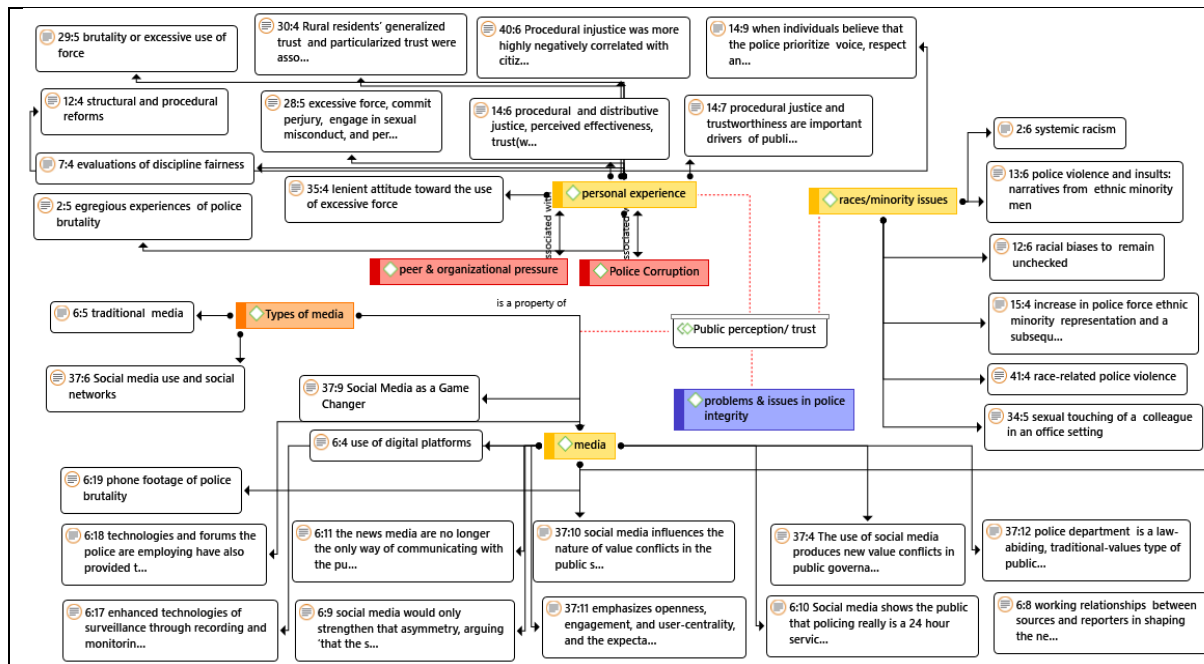 29:5 brutality or excessive use of
force
30:4 Rural residents' generalized
trust and particularized trust were
asso...
40:6 Procedural injustice was more
highly negatively correlated with
citiz...
14:9 when individuals believe that
the police prioritize voice, respect
an...
12:4 structural and procedural
reforms
28:5 excessive force, commit
perjury, engage in sexual
misconduct, and per...
14:6 procedural and distributive
justice, perceived effectiveness,
trust(w...
14:7 procedural justice and
trustworthiness are important
drivers of publi...
2:6 systemic racism
7:4 evaluations of discipline fairness
35:4 lenient attitude toward the use
of excessive force
personal experience
races/minority issues
13:6 police violence and insults:
narratives from ethnic minority
men
2:5 egregious experiences of police
brutality
ssociated wit
ssociated
12:6 racial biases to remain
unchecked
peer & organizational pressure
Police Corruption
is a property of
6:5 traditional media
Types of media
Public perception/ trust
15:4 increase in police force ethnic
minority representation and a
subsequ...
37:6 Social media use and social
networks
37:9 Social Media as a Game
Changer
problems & issues in police
integrity
41:4 race-related police violence
34:5 sexual touching of a colleague
in an office setting
6:4 use of digital platforms
media
6:19 phone footage of police
brutality
6:18 technologies and forums the
police are employing have also
provided t...
6:11 the news media are no longer
the only way of communicating with
the pu...
37:10 social media influences the
nature of value conflicts in the
public s...
37:4 The use of social media
produces new value conflicts in
public governa...
37:12 police department is a law-
abiding, traditional-values type of
public...
6:17 enhanced technologies of
surveillance through recording and
monitorin...
6:9 social media would only
strengthen that asymmetry, arguing
'that the s...
37:11 emphasizes openness,
engagement, and user-centrality,
and the expecta...
6:10 Social media shows the public
that policing really is a 24 hour
servic...
6:8 working relationships between
sources and reporters in shaping
the ne...